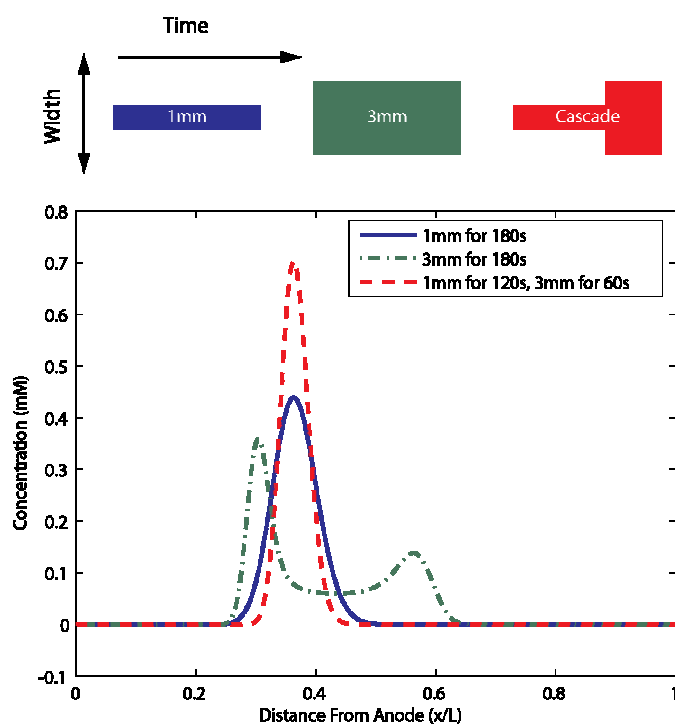 Time
Width
1mm
3mm
Cascade
1mm for 180s
3mm for 180s
1mm for 120s, 3mm for 60s
0.8
0.7
0.6
0.5
0.4
0.3
0.2
0.1
0
-0.1
Concentration (mM)
0 0.2 0.4 0.6 0.8 1
Distance From Anode (x/L)